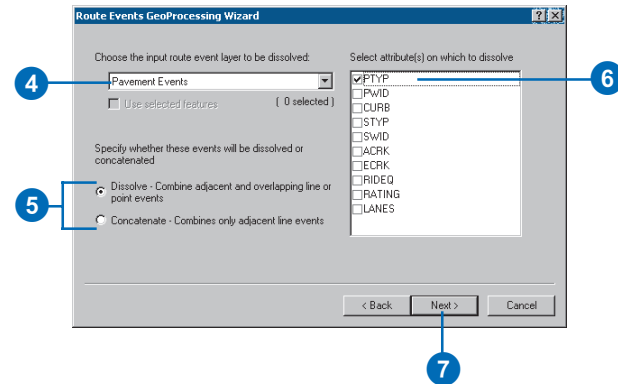 Route Events GeoProcessing Wizard
Choose the input route event layer to be dissolved:
Pavement Events
Use selected features
( 0 selected )
Specify whether these events will be dissolved or
concatenated
Dissolve - Combine adjacent and overlapping line or
point events
Concatenate - Combines only adjacent line events
Select attribute(s) on which to dissolve
PTYP
PWID
CURB
STYP
SWID
ACRK
ECRK
RIDEQ
RATING
LANES
< Back
Next >
Cancel
4
5
6
7